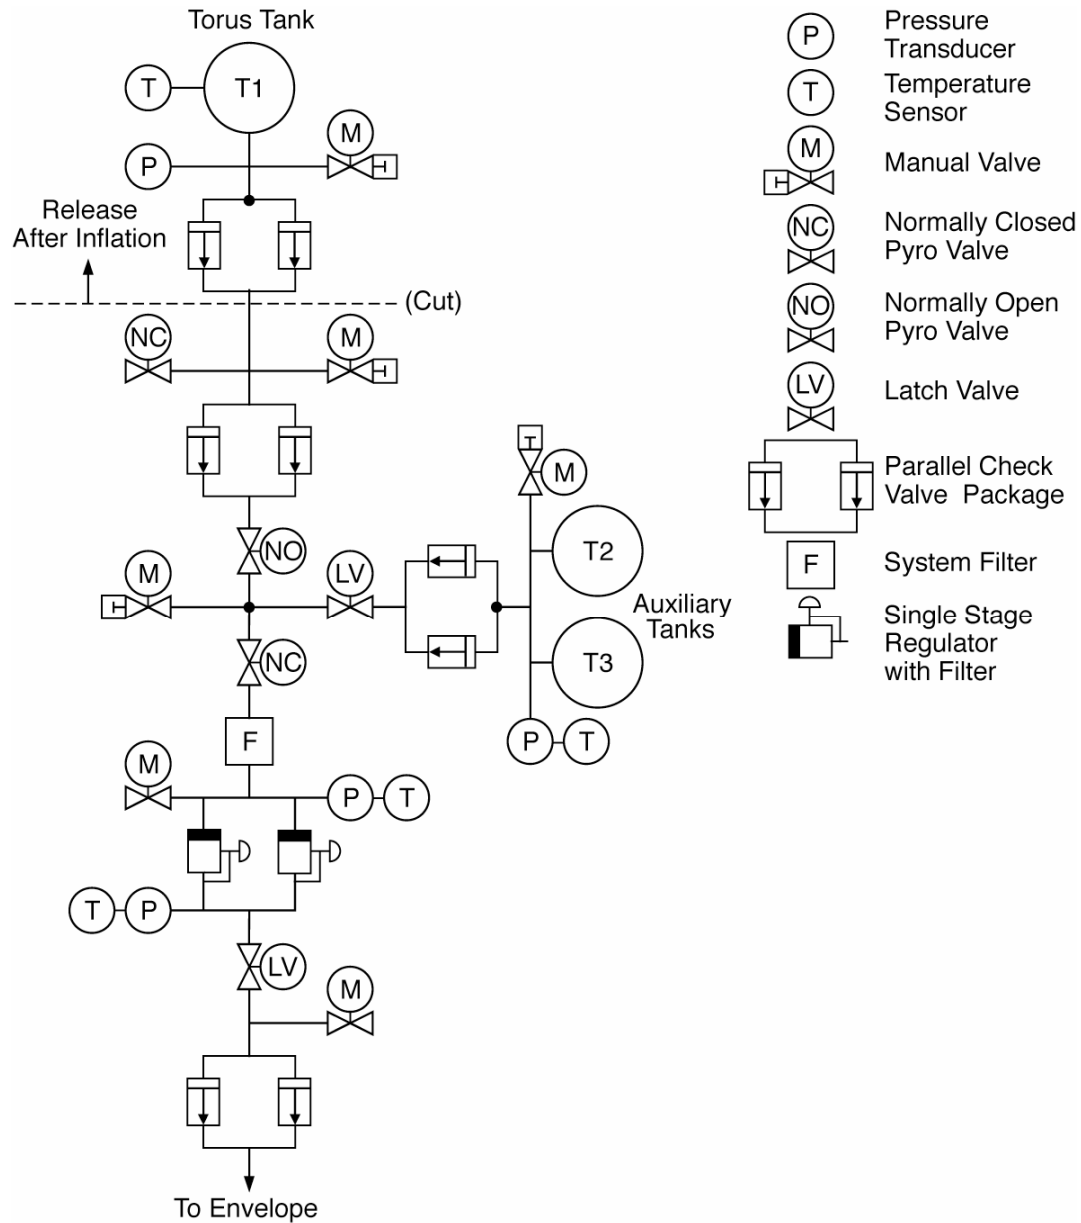 Torus Tank
T
T1
M
P
Release
After Inflation
(Cut)
NC
M
M
T2
NO
M
LV
Auxiliary
Tanks
T3
NC
F
P
T
M
P
T
T
P
LV
M
To Envelope
P
Pressure
Transducer
T
Temperature
Sensor
M
Manual Valve
NC
Normally Closed
Pyro Valve
NO
Normally Open
Pyro Valve
LV
Latch Valve
Parallel Check
Valve Package
F
System Filter
Single Stage
Regulator
with Filter